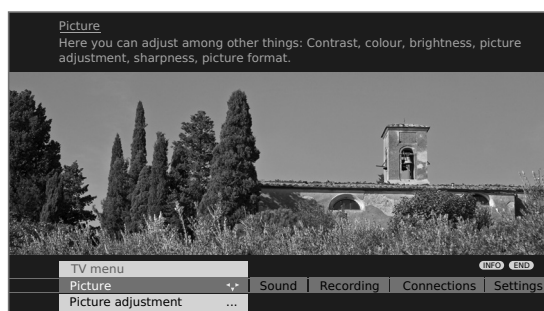 Picture
Here you can adjust among other things: Contrast, colour, brightness, picture
adjustment, sharpness, picture format.
INFO END
TV menu
Picture Sound Recording Connections Settings
Picture adjustment ...